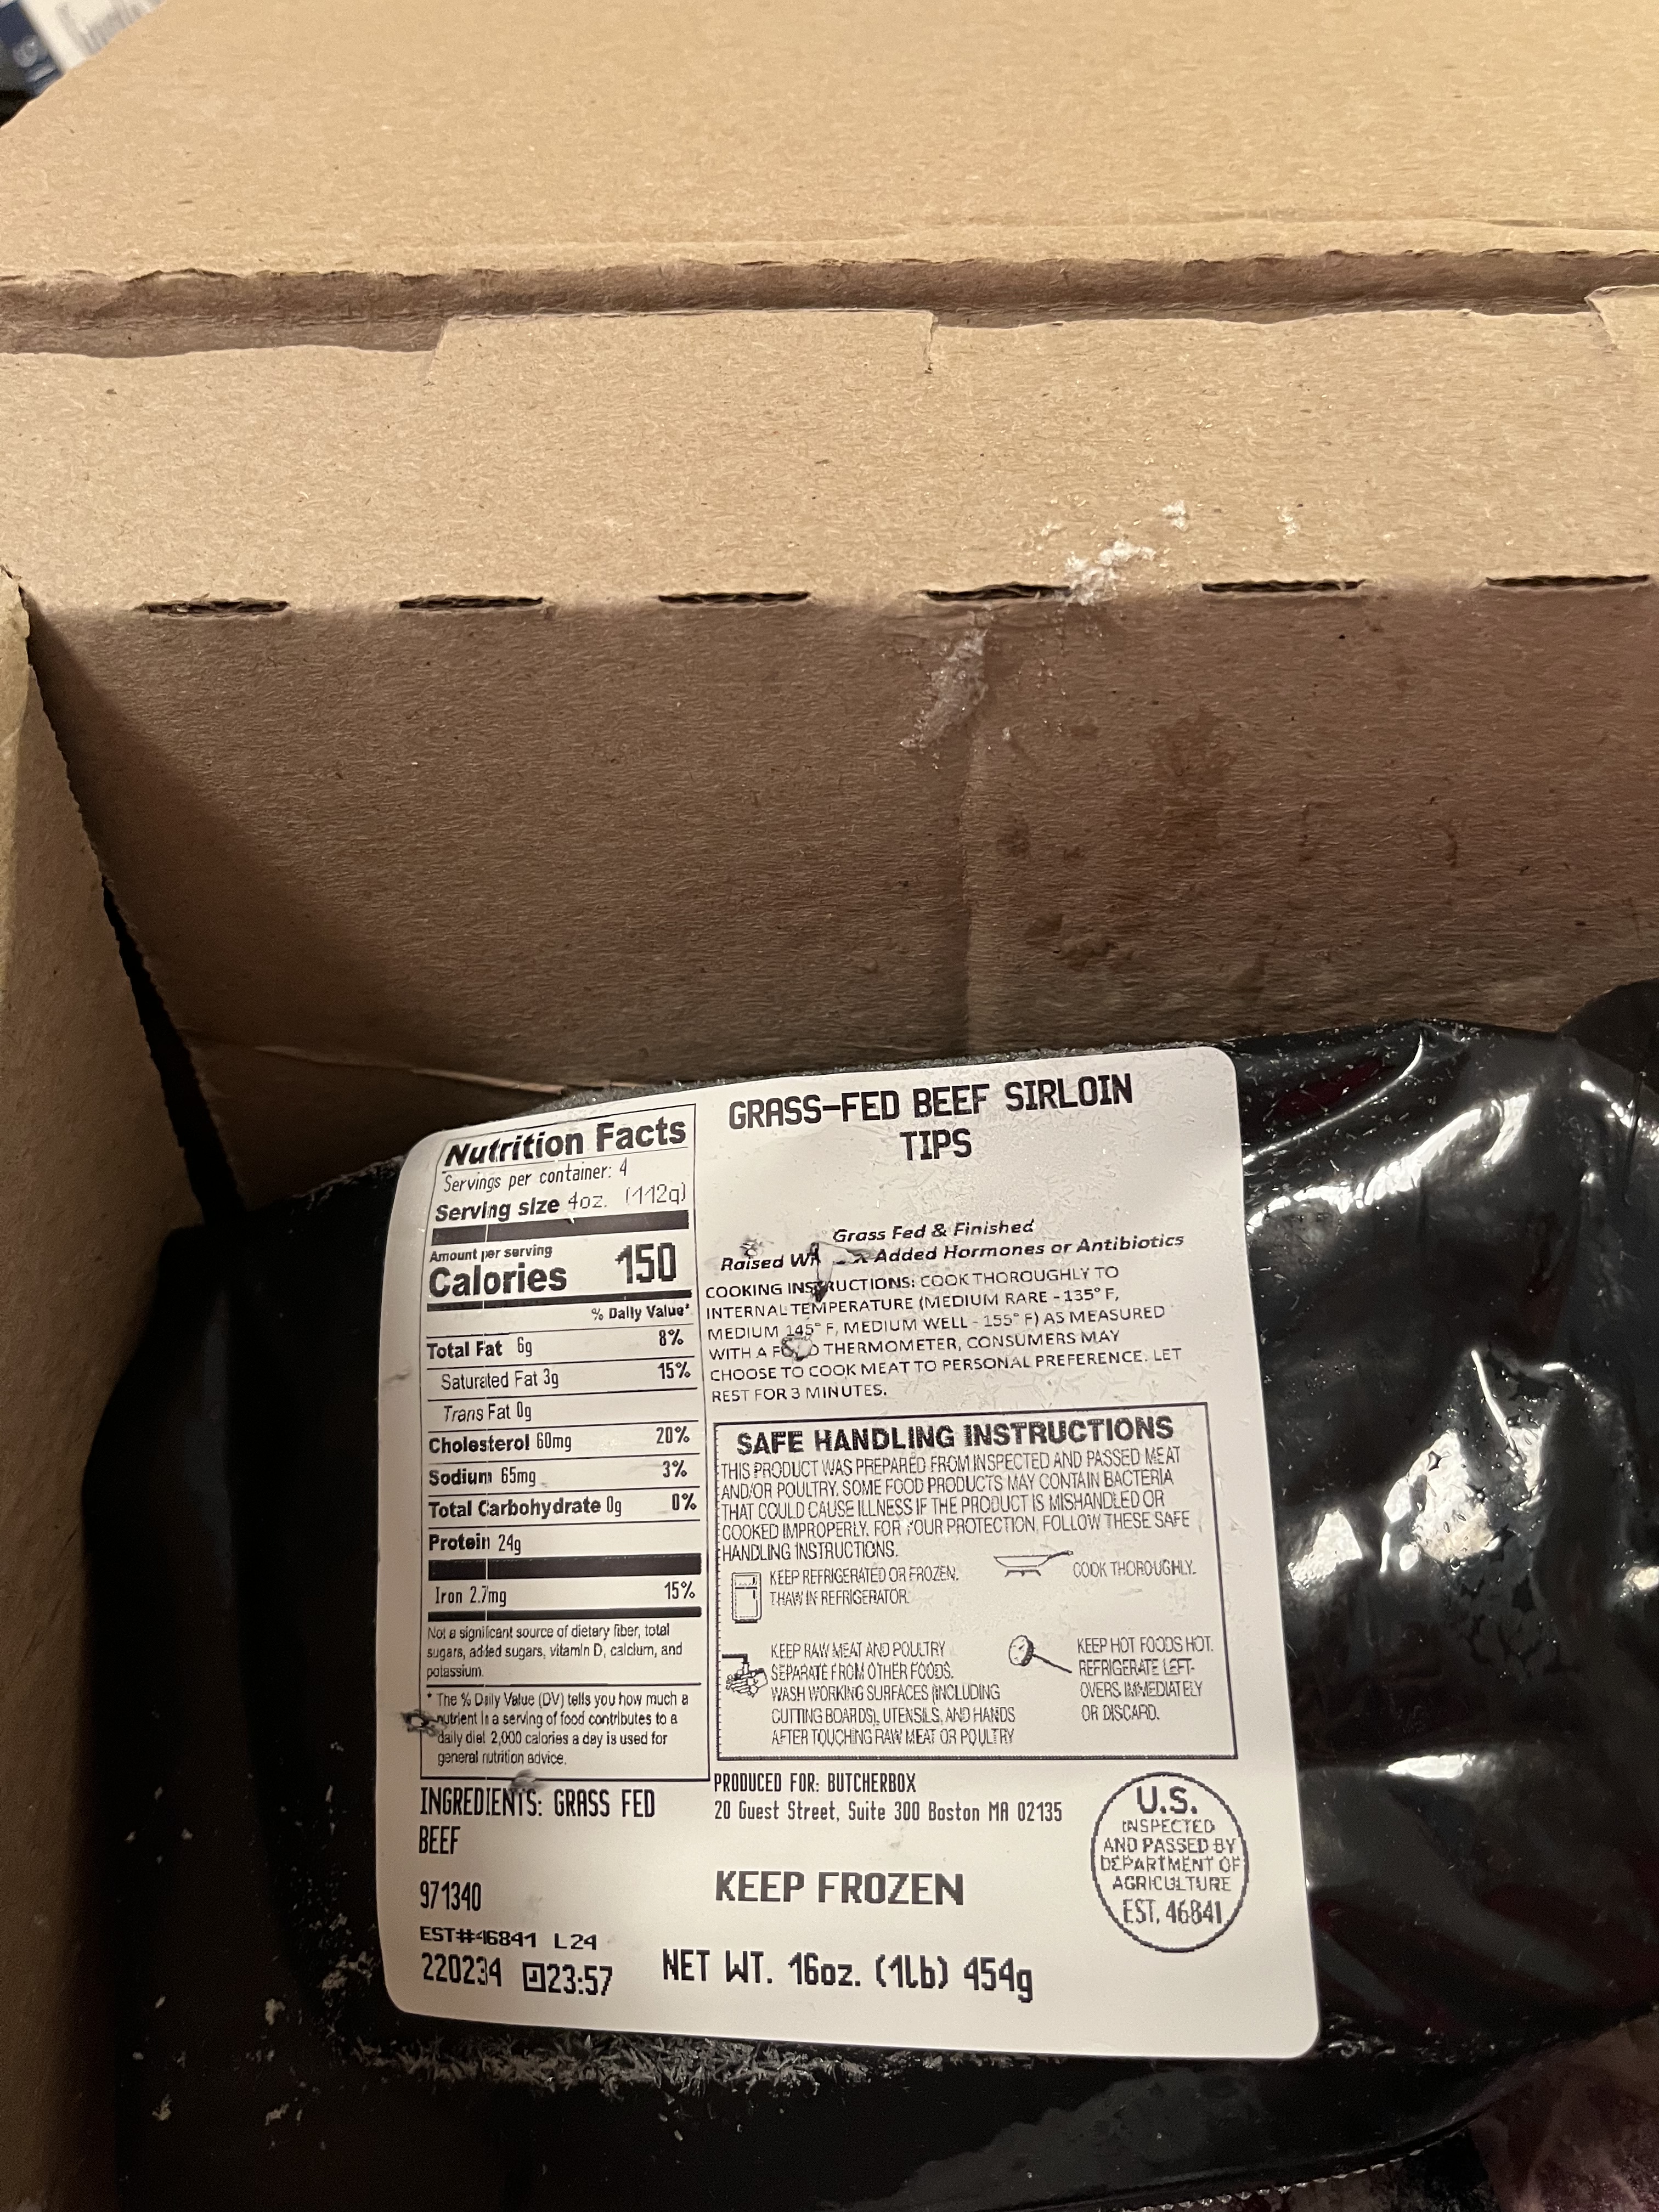 Nutrition Facts
Servings per container: 4
Serving size 4oz. (112g)
Amount per serving
Calories 150
% Daily Value*
Total Fat 6g 8%
Saturated Fat 3g 15%
Trans Fat 0g
Cholesterol 60mg 20%
Sodium 65mg 3%
Total Carbohydrate 0g 0%
Protein 24g
Iron 2.7mg 15%
Not a significant source of dietary fiber, total
sugars, added sugars, vitamin D, calcium, and
potassium.
* The % Daily Value (DV) tells you how much a
nutrient in a serving of food contributes to a
daily diet 2,000 calories a day is used for
general nutrition advice.
INGREDIENTS: GRASS FED
BEEF
971340
EST#46841 L24
220234 23:57
GRASS-FED BEEF SIRLOIN
TIPS
Grass Fed & Finished
Raised Added Hormones or Antibiotics
COOKING INSTRUCTIONS: COOK THOROUGHLY TO
INTERNAL TEMPERATURE (MEDIUM RARE - 135° F,
MEDIUM 145° F, MEDIUM WELL - 155° F) AS MEASURED
WITH A THERMOMETER, CONSUMERS MAY
CHOOSE TO COOK MEAT TO PERSONAL PREFERENCE. LET
REST FOR 3 MINUTES.
SAFE HANDLING INSTRUCTIONS
THIS PRODUCT WAS PREPARED FROM INSPECTED AND PASSED MEAT
AND/OR POULTRY. SOME FOOD PRODUCTS MAY CONTAIN BACTERIA
THAT COULD CAUSE ILLNESS IF THE PRODUCT IS MISHANDLED OR
COOKED IMPROPERLY. FOR YOUR PROTECTION, FOLLOW THESE SAFE
HANDLING INSTRUCTIONS.
KEEP REFRIGERATED OR FROZEN.
THAW IN REFRIGERATOR.
COOK THOROUGHLY.
KEEP RAW MEAT AND POULTRY
SEPARATE FROM OTHER FOODS.
WASH WORKING SURFACES (INCLUDING
CUTTING BOARDS), UTENSILS, AND HANDS
AFTER TOUCHING RAW MEAT OR POULTRY
KEEP HOT FOODS HOT.
REFRIGERATE LEFT-
OVERS IMMEDIATELY
OR DISCARD.
PRODUCED FOR: BUTCHERBOX
20 Guest Street, Suite 300 Boston MA 02135
KEEP FROZEN
NET WT. 16oz. (1lb) 454g
U.S.
INSPECTED
AND PASSED BY
DEPARTMENT OF
AGRICULTURE
EST. 46841